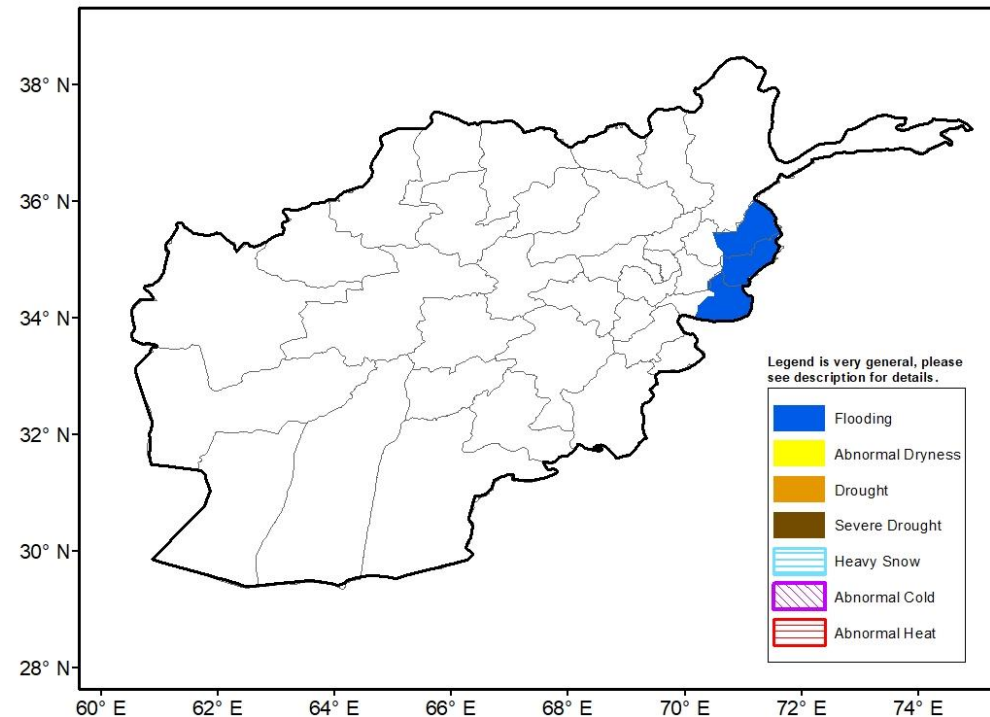 38° N
36° N
34° N
32° N
30° N
28° N
60° E
62° E
64° E
66° E
68° E
70° E
72° E
74° E
Legend is very general, please
see description for details.
Flooding
Abnormal Dryness
Drought
Severe Drought
Heavy Snow
Abnormal Cold
Abnormal Heat